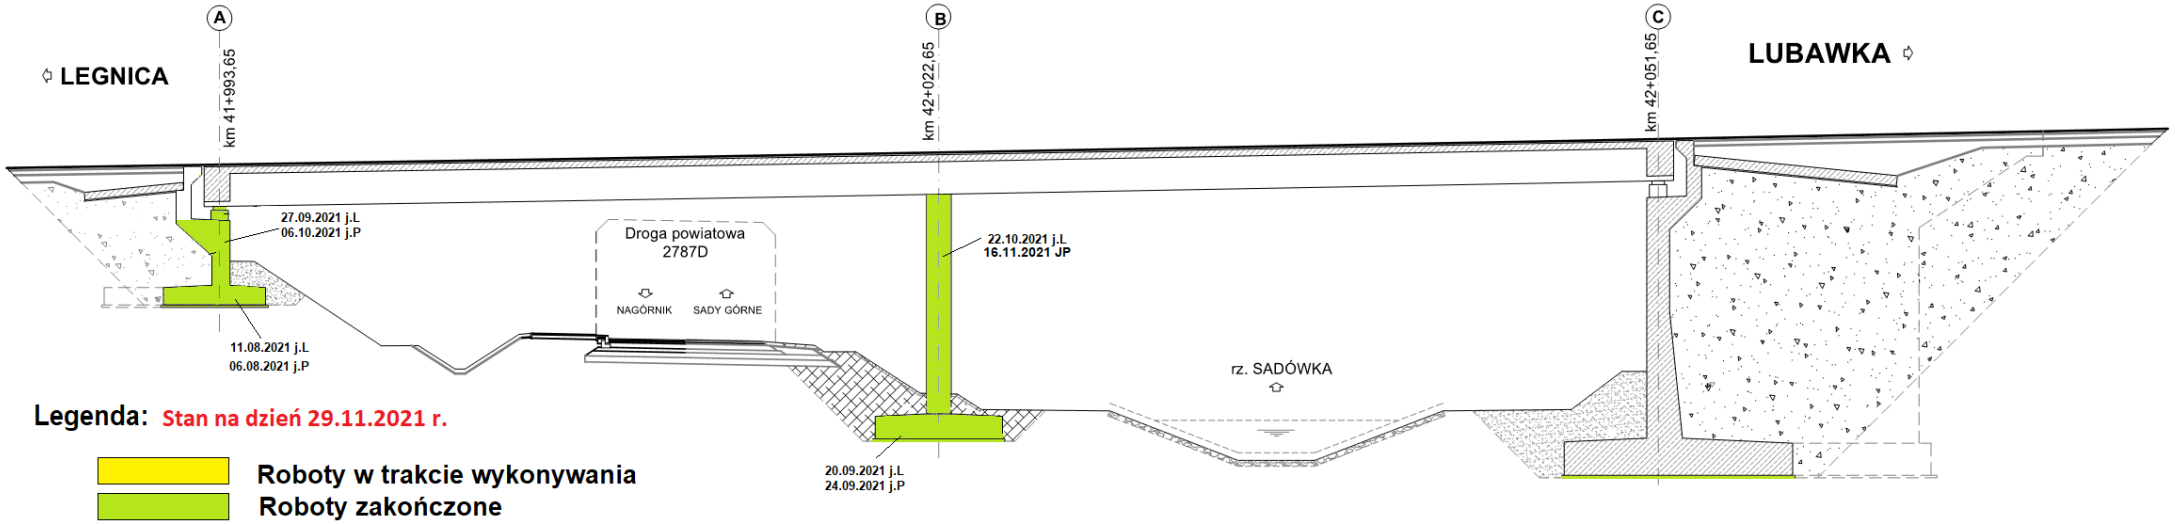 A
B
C
km 41+993,65
km 42+022,65
km 42+051,65
LEGNICA
LUBAWKA
27.09.2021 j.L
06.10.2021 j.P
Droga powiatowa
2787D
NAGÓRNIK SADY GÓRNE
22.10.2021 j.L
16.11.2021 JP
11.08.2021 j.L
06.08.2021 j.P
rz. SADÓWKA
20.09.2021 j.L
24.09.2021 j.P
Legenda: Stan na dzień 29.11.2021 r.
Roboty w trakcie wykonywania
Roboty zakończone